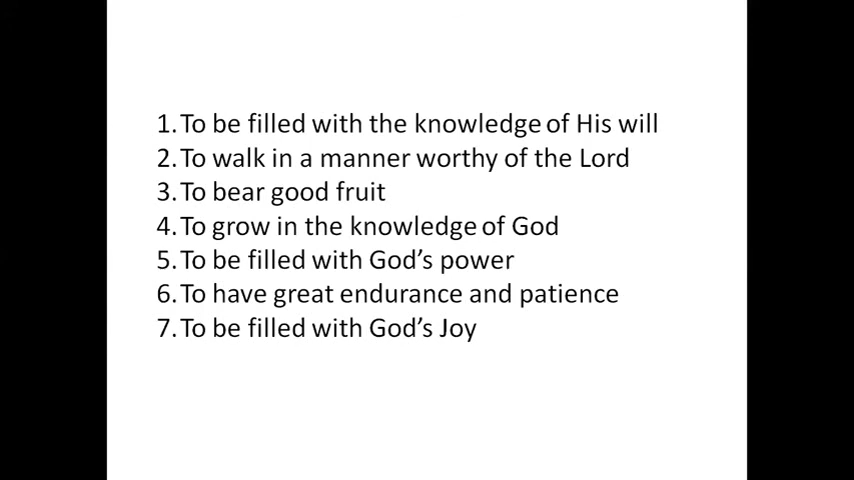 1. To be filled with the knowledge of His will
2. To walk in a manner worthy of the Lord
3. To bear good fruit
4. To grow in the knowledge of God
5. To be filled with God’s power
6. To have great endurance and patience
7. To be filled with God’s Joy